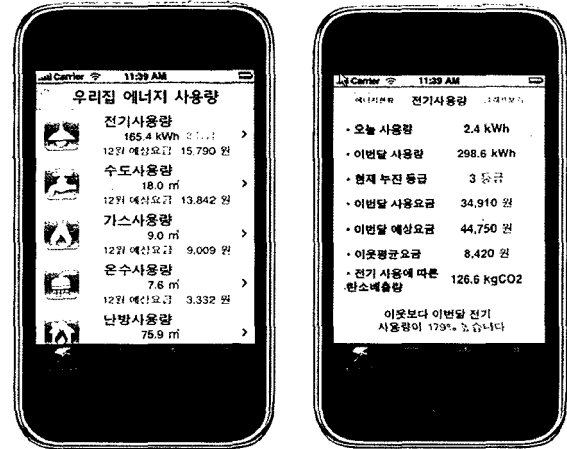 Carrier 11:39 AM
우리집 에너지 사용량
전기사용량
165.4 kWh
12월 예상요금 15,790 원
수도사용량
18.0 ㎥
12월 예상요금 13,842 원
가스사용량
9.0 ㎥
12월 예상요금 9,009 원
온수사용량
7.6 ㎥
12월 예상요금 3,332 원
난방사용량
75.9 ㎥
Carrier 11:39 AM
에너지현황 전기사용량
• 오늘 사용량 2.4 kWh
• 이번달 사용량 298.6 kWh
• 현재 누진 등급 3 등급
• 이번달 사용요금 34,910 원
• 이번달 예상요금 44,750 원
• 이웃평균요금 8,420 원
• 전기 사용에 따른
탄소배출량 126.6 kgCO2
이웃보다 이번달 전기
사용량이 179% 높습니다